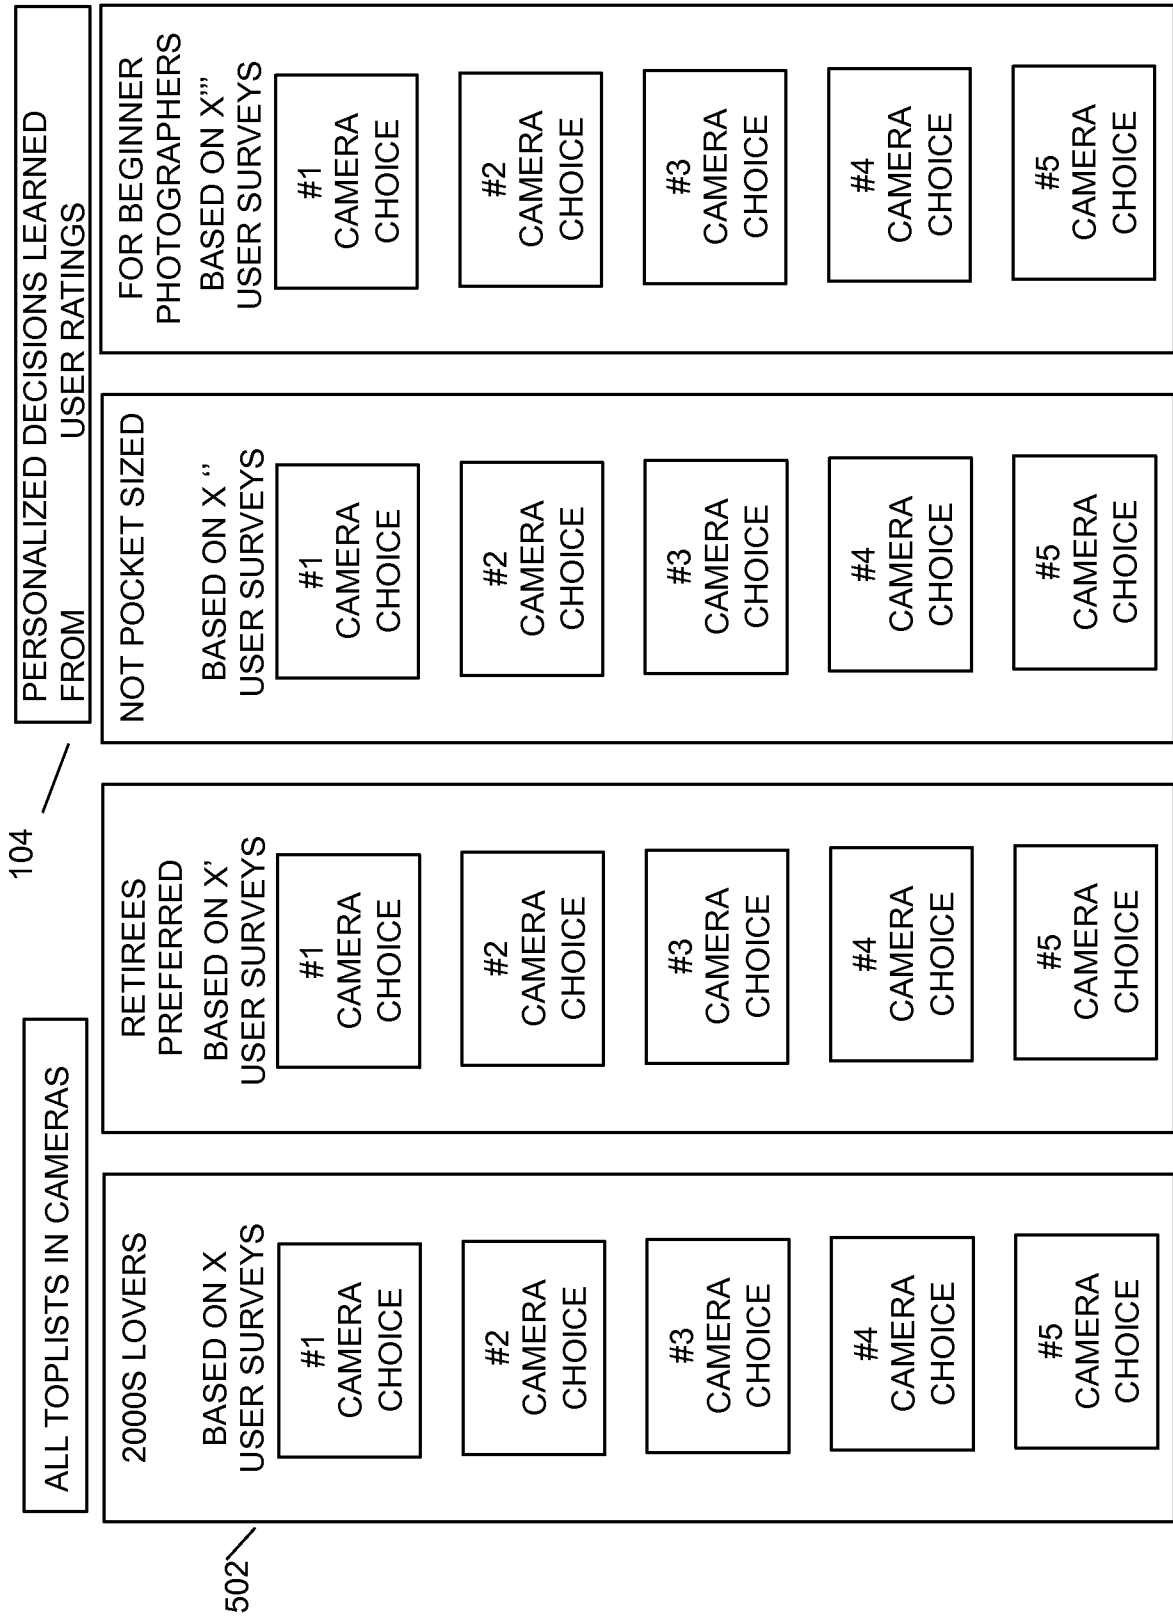 ALL TOPLISTS IN CAMERAS
104
PERSONALIZED DECISIONS LEARNED
FROM USER RATINGS
502
2000S LOVERS
BASED ON X
USER SURVEYS
#1
CAMERA
CHOICE
#2
CAMERA
CHOICE
#3
CAMERA
CHOICE
#4
CAMERA
CHOICE
#5
CAMERA
CHOICE
RETIREES
PREFERRED
BASED ON X'
USER SURVEYS
#1
CAMERA
CHOICE
#2
CAMERA
CHOICE
#3
CAMERA
CHOICE
#4
CAMERA
CHOICE
#5
CAMERA
CHOICE
NOT POCKET SIZED
BASED ON X “
USER SURVEYS
#1
CAMERA
CHOICE
#2
CAMERA
CHOICE
#3
CAMERA
CHOICE
#4
CAMERA
CHOICE
#5
CAMERA
CHOICE
FOR BEGINNER
PHOTOGRAPHERS
BASED ON X"'
USER SURVEYS
#1
CAMERA
CHOICE
#2
CAMERA
CHOICE
#3
CAMERA
CHOICE
#4
CAMERA
CHOICE
#5
CAMERA
CHOICE